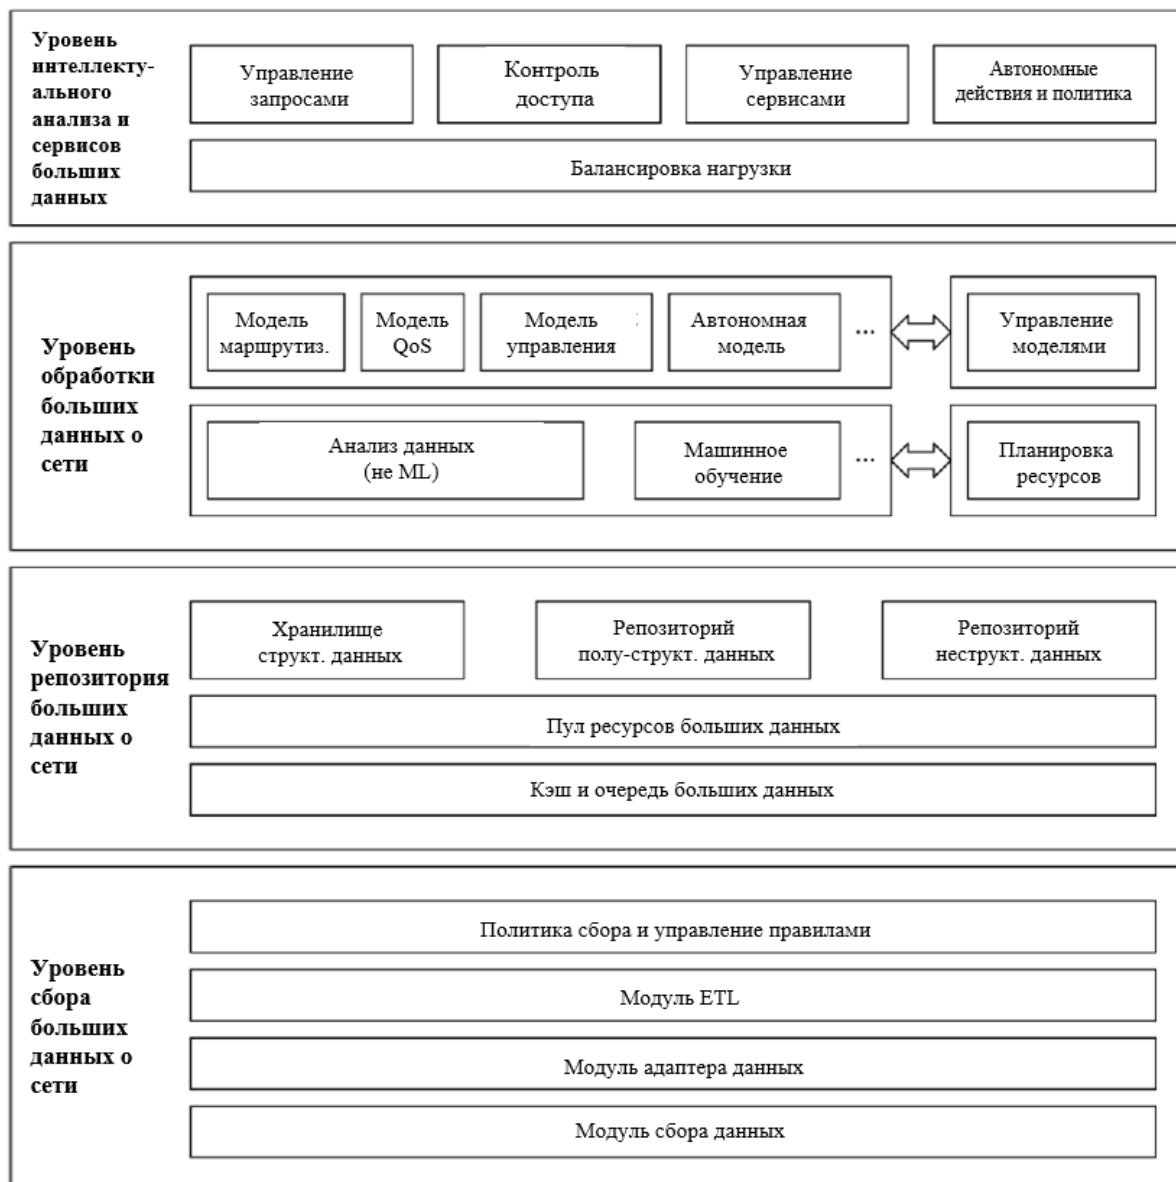 Уровень
интеллекту-
ального
анализа и
сервисов
больших
данных
Управление
запросами
Контроль
доступа
Управление
сервисами
Автономные
действия и политика
Балансировка нагрузки
Уровень
обработки
больших
данных о
сети
Модель
маршрутиз.
Модель
QoS
Модель
управления
Автономная
модель
...
Управление
моделями
Анализ данных
(не ML)
Машинное
обучение
...
Планировка
ресурсов
Уровень
репозитория
больших
данных о
сети
Хранилище
структ. данных
Репозиторий
полу-структ. данных
Репозиторий
неструкт. данных
Пул ресурсов больших данных
Кэш и очередь больших данных
Уровень
сбора
больших
данных о
сети
Политика сбора и управление правилами
Модуль ETL
Модуль адаптера данных
Модуль сбора данных